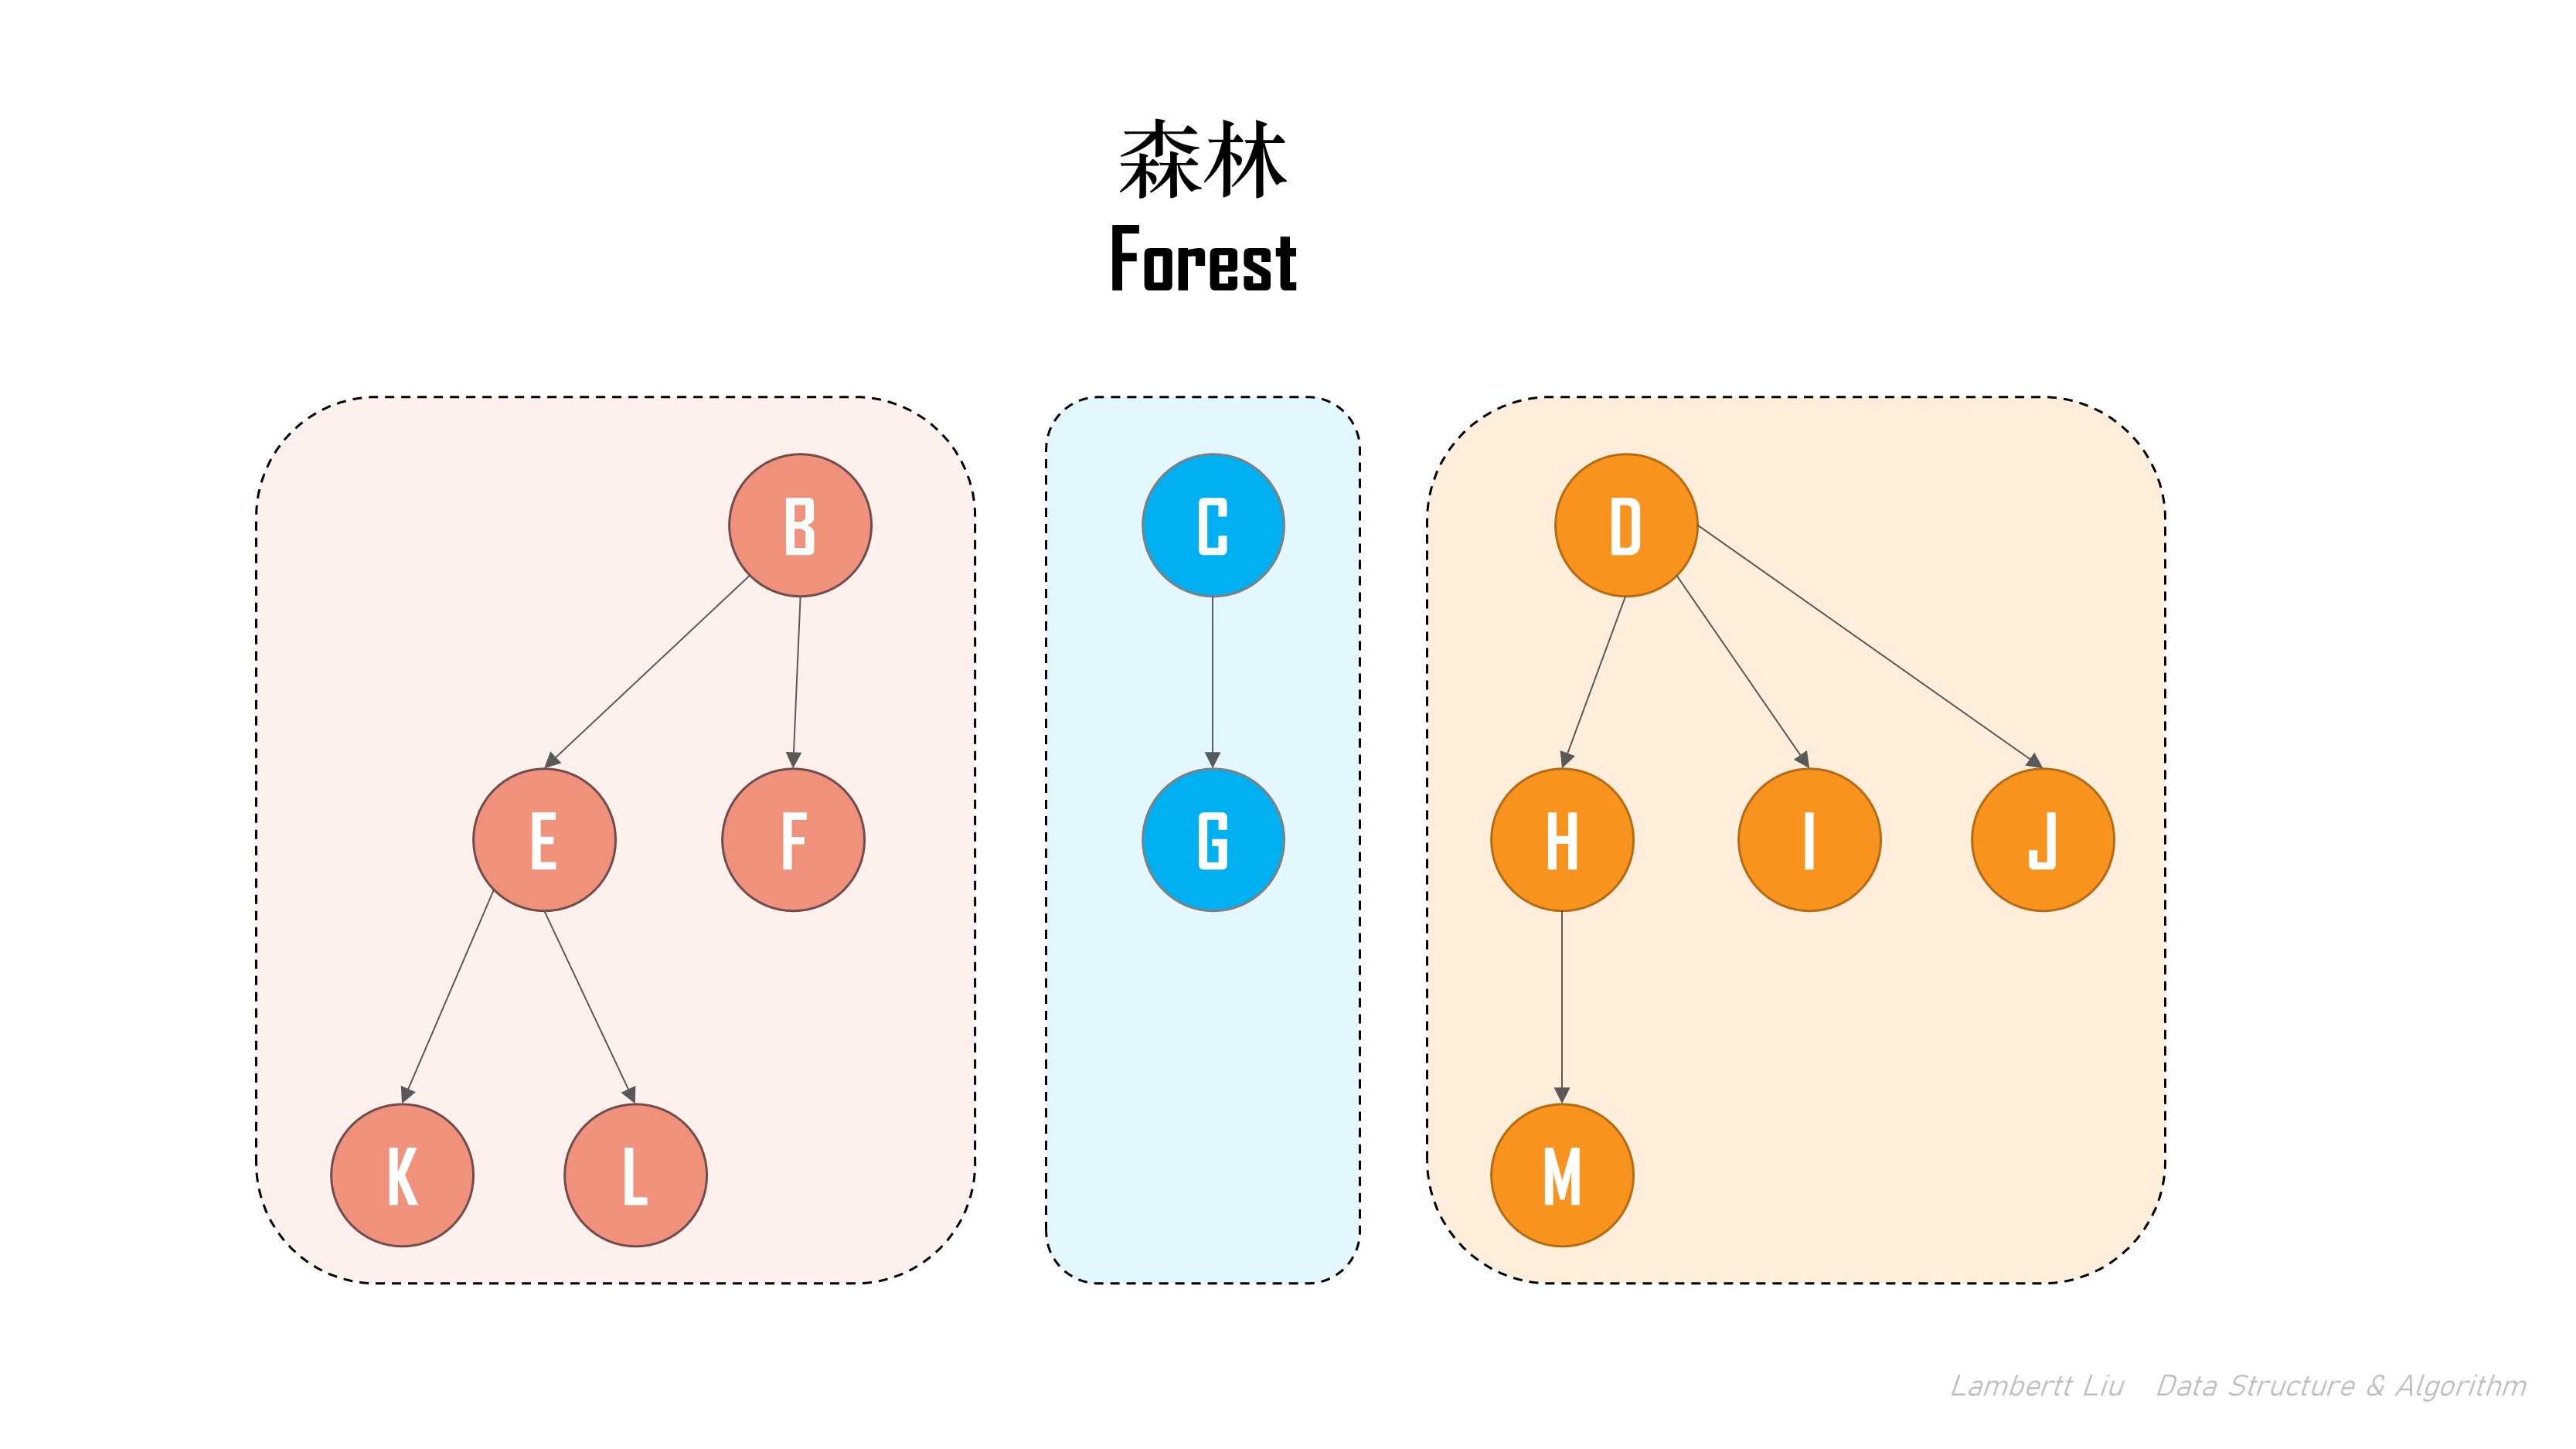 森林
Forest
B C D
E F G H I J
K L M
Lambertt Liu Data Structure & Algorithm